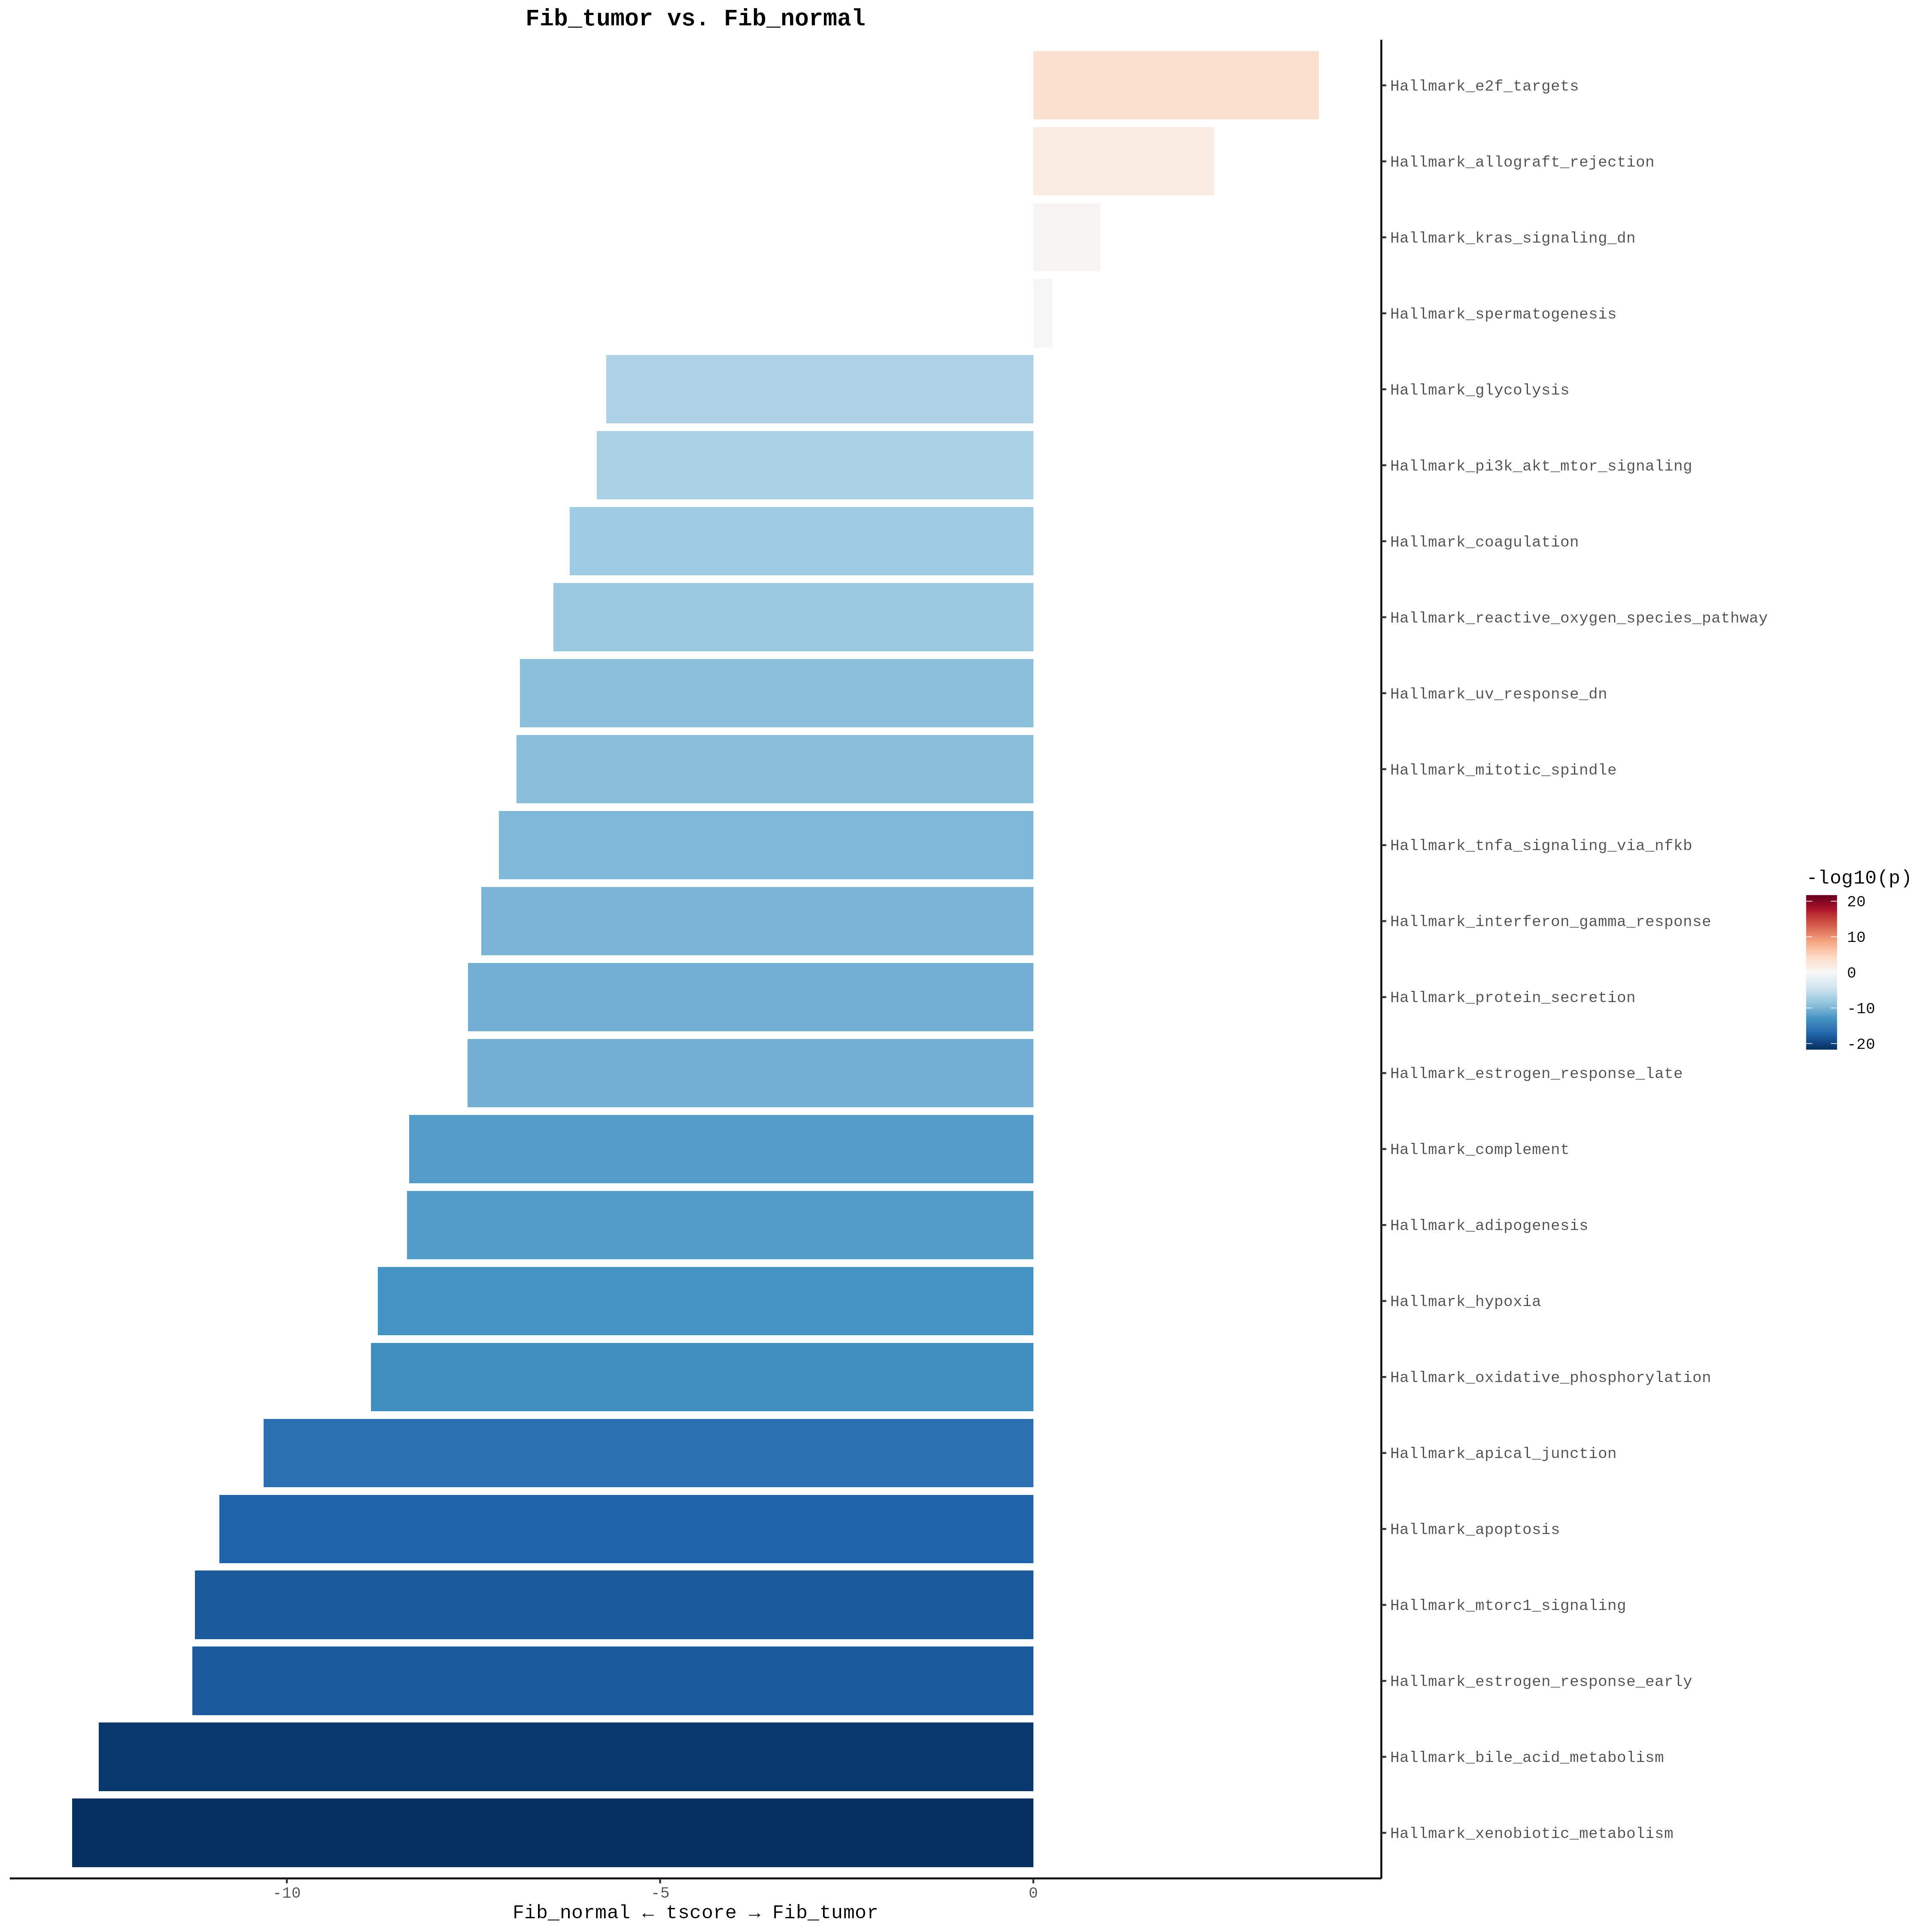 Fib_tumor vs. Fib_normal
Hallmark_e2f_targets
Hallmark_allograft_rejection
Hallmark_kras_signaling_dn
Hallmark_spermatogenesis
Hallmark_glycolysis
Hallmark_pi3k_akt_mtor_signaling
Hallmark_coagulation
Hallmark_reactive_oxygen_species_pathway
Hallmark_uv_response_dn
Hallmark_mitotic_spindle
Hallmark_tnfa_signaling_via_nfkb
Hallmark_interferon_gamma_response
Hallmark_protein_secretion
Hallmark_estrogen_response_late
Hallmark_complement
Hallmark_adipogenesis
Hallmark_hypoxia
Hallmark_oxidative_phosphorylation
Hallmark_apical_junction
Hallmark_apoptosis
Hallmark_mtorc1_signaling
Hallmark_estrogen_response_early
Hallmark_bile_acid_metabolism
Hallmark_xenobiotic_metabolism
-log10(p)
20
10
0
-10
-20
-10 -5 0
Fib_normal ← tscore → Fib_tumor